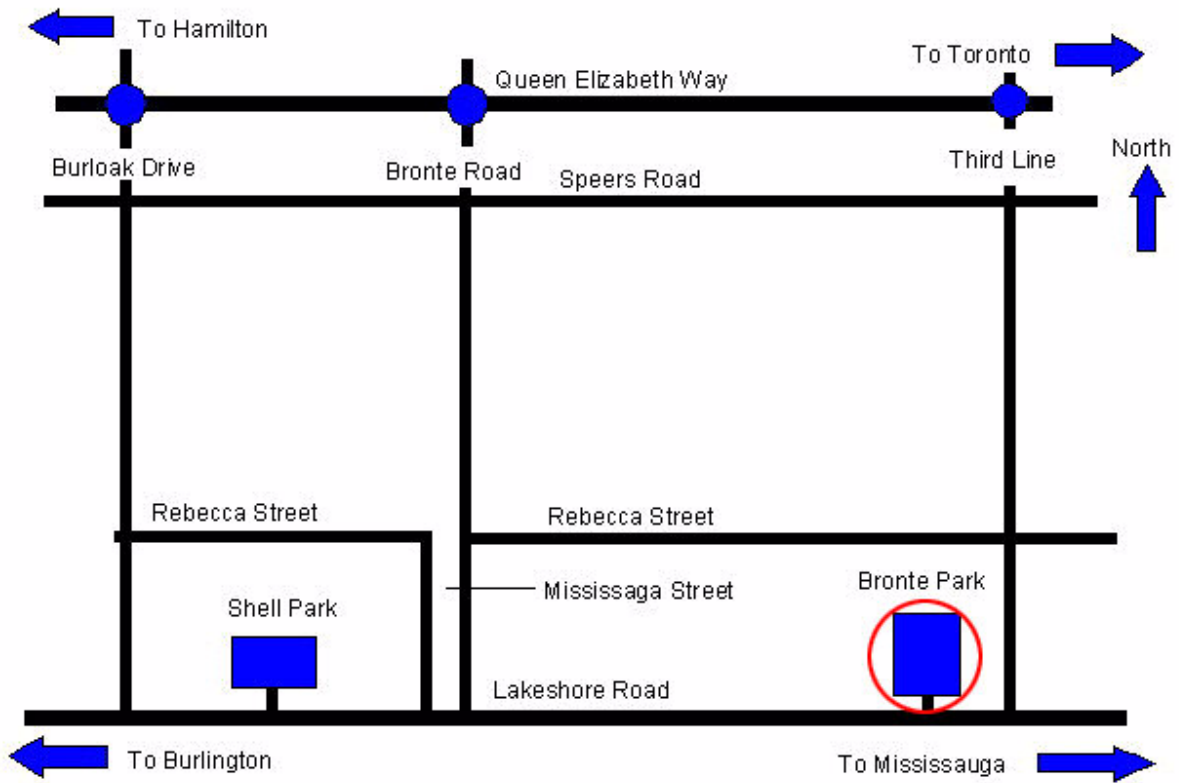 To Hamilton
To Toronto
Queen Elizabeth Way
Burloak Drive
Bronte Road
Third Line
North
Speers Road
Rebecca Street
Rebecca Street
Mississaga Street
Bronte Park
Shell Park
Lakeshore Road
To Burlington
To Mississauga